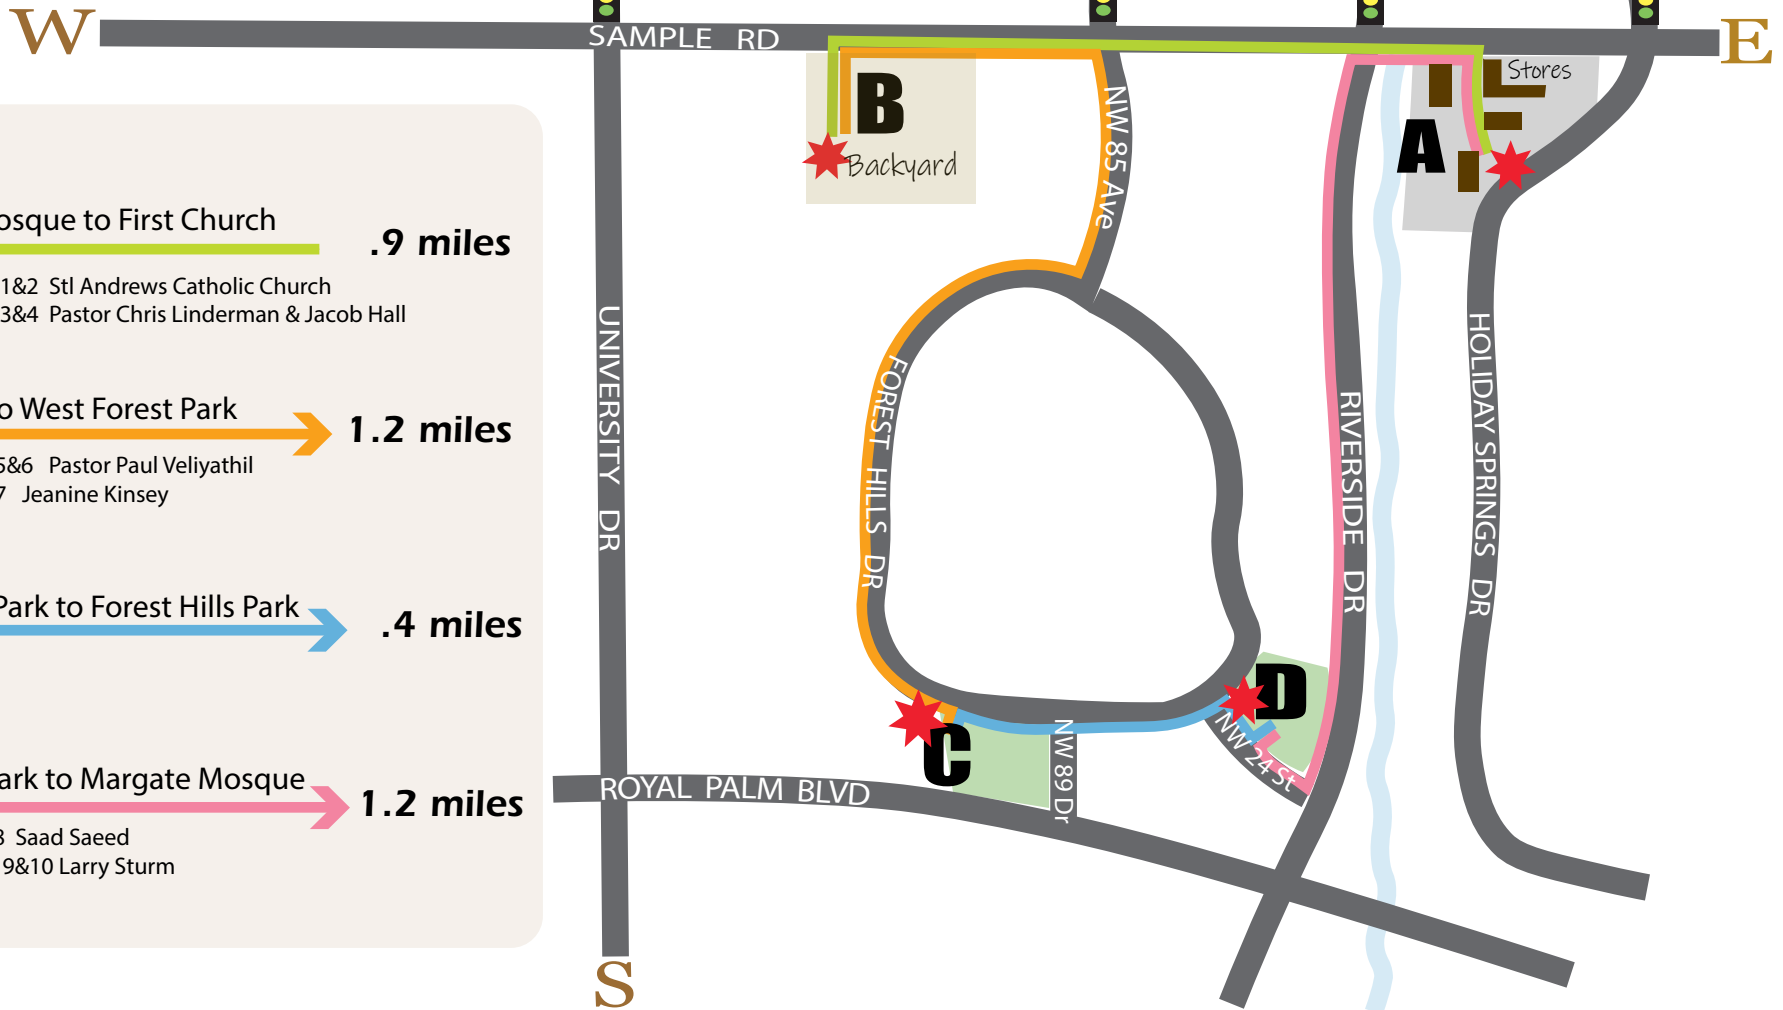 W
E
SAMPLE RD
B
Backyard
Stores
A
NW 85 Ave
osque to First Church
.9 miles
1&2 Stl Andrews Catholic Church
3&4 Pastor Chris Linderman & Jacob Hall
o West Forest Park
1.2 miles
5&6 Pastor Paul Veliyathil
7 Jeanine Kinsey
Park to Forest Hills Park
.4 miles
ark to Margate Mosque
1.2 miles
8 Saad Saeed
9&10 Larry Sturm
UNIVERSITY DR
FOREST HILLS DR
RIVERSIDE DR
HOLIDAY SPRINGS DR
D
C
NW 89 Dr
NW 24 St
ROYAL PALM BLVD
S